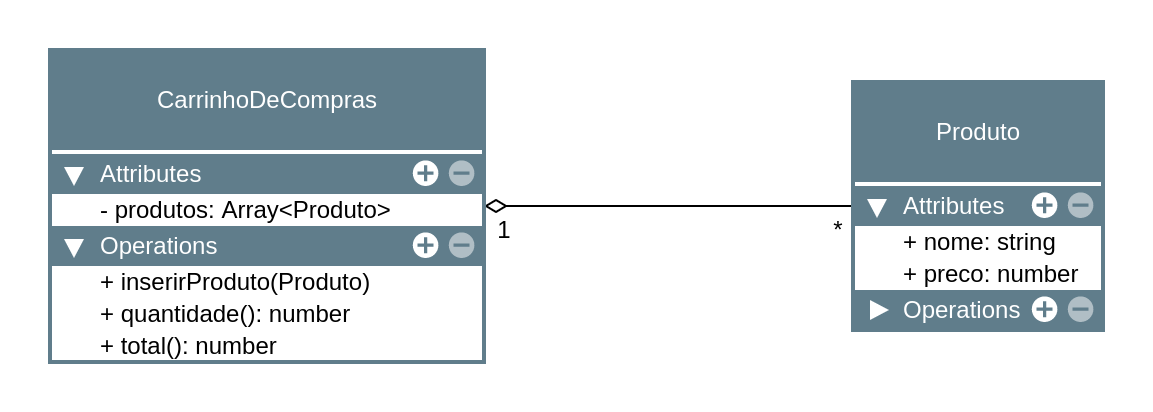 CarrinhoDeCompras
Attributes
- produtos: Array<Produto>
Operations
+ inserirProduto(Produto)
+ quantidade(): number
+ total(): number
1
*
Produto
Attributes
+ nome: string
+ preco: number
Operations